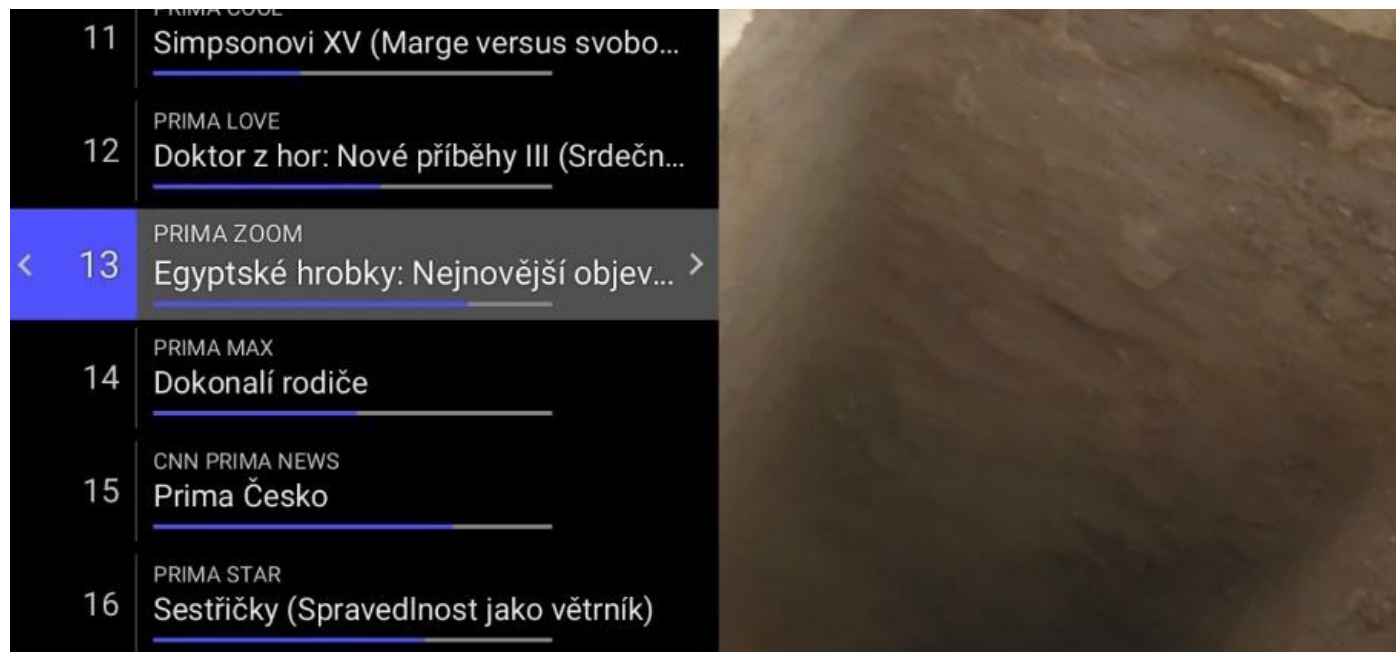 PRIMA COOL
11
Simpsonovi XV (Marge versus svobo...
PRIMA LOVE
12
Doktor z hor: Nové příběhy III (Srdečn...
PRIMA ZOOM
< 13
Egyptské hrobky: Nejnovější objev... >
PRIMA MAX
14
Dokonalí rodiče
CNN PRIMA NEWS
15
Prima Česko
PRIMA STAR
16
Sestřičky (Spravedlnost jako větrník)